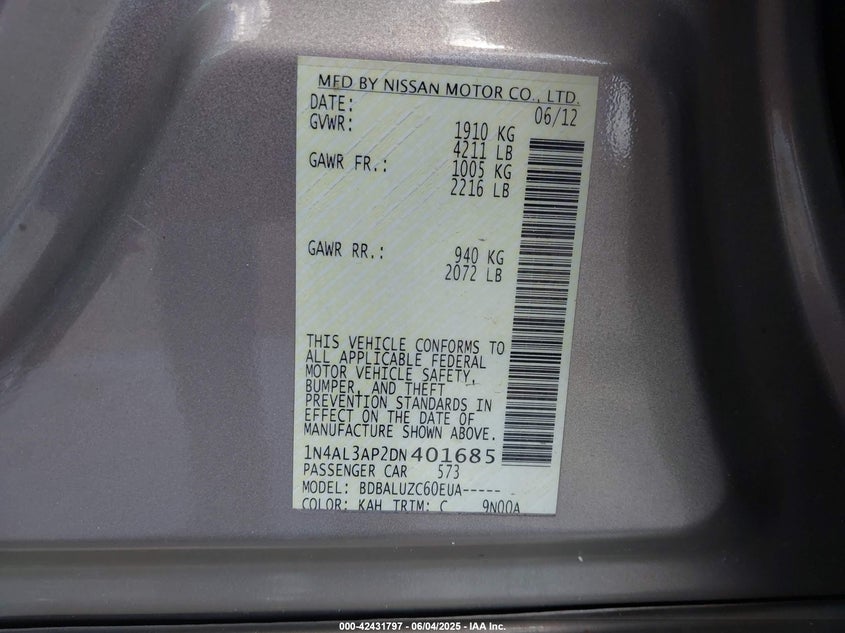 MFD BY NISSAN MOTOR CO., LTD.
DATE: 06/12
GVWR: 1910 KG
4211 LB
GAWR FR.: 1005 KG
2216 LB
GAWR RR.: 940 KG
2072 LB
THIS VEHICLE CONFORMS TO
ALL APPLICABLE FEDERAL
MOTOR VEHICLE SAFETY,
BUMPER, AND THEFT
PREVENTION STANDARDS IN
EFFECT ON THE DATE OF
MANUFACTURE SHOWN ABOVE.
1N4AL3AP2DN401685
PASSENGER CAR 573
MODEL: BDBALUZC60EUA-----
COLOR: KAH TRIM: C 9N00A
000-42431797 - 06/04/2025 - IAA Inc.